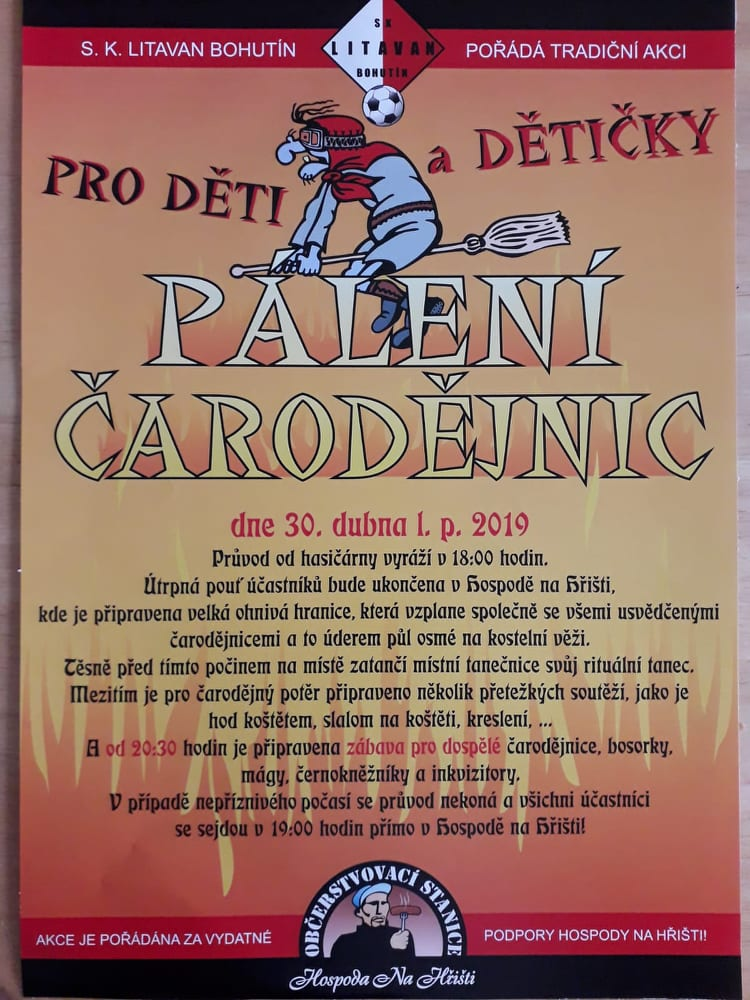 S K
LITAVAN
BOHUTÍN
S. K. LITAVAN BOHUTÍN
POŘÁDÁ TRADIČNÍ AKCI
PRO DĚTI a DĚTIČKY
PÁLENÍ
ČARODĚJNIC
dne 30. dubna l. p. 2019
Průvod od hasičárny vyráží v 18:00 hodin.
Útrpná pouť účastníků bude ukončena v Hospodě na Hřišti,
kde je připravena velká ohnivá hranice, která vzplane společně se všemi usvědčenými
čarodějnicemi a to úderem půl osmé na kostelní věži.
Těsně před tímto počinem na místě zatančí místní tanečnice svůj rituální tanec.
Mezitím je pro čarodějný potěr připraveno několik přetežkých soutěží, jako je
hod koštětem, slalom na koštěti, kreslení, ...
A od 20:30 hodin je připravena zábava pro dospělé čarodějnice, bosorky,
mágy, černokněžníky a inkvizitory.
V případě nepříznivého počasí se průvod nekoná a všichni účastníci
se sejdou v 19:00 hodin přímo v Hospodě na Hřišti!
OBČERSTVOVACÍ STANICE
AKCE JE POŘÁDÁNA ZA VYDATNÉ
PODPORY HOSPODY NA HŘIŠTI!
Hospoda Na Hřišti